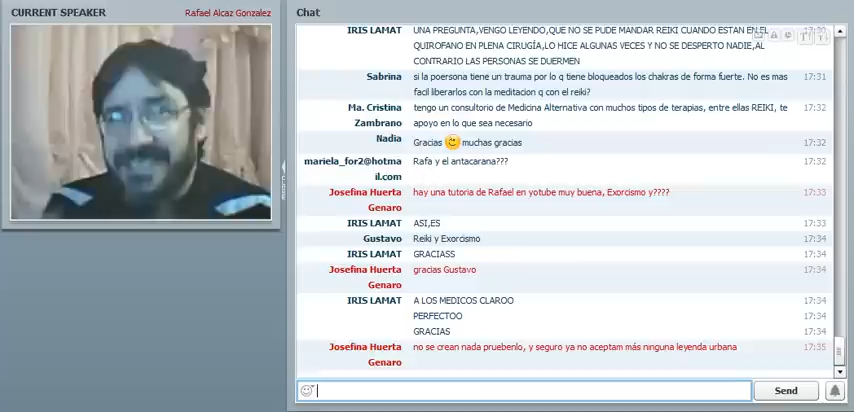 CURRENT SPEAKER
Rafael Alcaz Gonzalez
Chat
IRIS LAMAT
UNA PREGUNTA,VENGO LEYENDO,QUE NO SE PUDE MANDAR REIKI CUANDO ESTAN EN EL
QUIROFANO EN PLENA CIRUGÍA,LO HICE ALGUNAS VECES Y NO SE DESPERTO NADIE,AL
CONTRARIO LAS PERSONAS SE DUERMEN
Sabrina
si la poersona tiene un trauma por lo q tiene bloqueados los chakras de forma fuerte. No es mas 17:31
facil liberarlos con la meditacion q con el reiki?
Ma. Cristina
Zambrano
tengo un consultorio de Medicina Alternativa con muchos tipos de terapias, entre ellas REIKI, te 17:32
apoyo en lo que sea necesario
Nadia
Gracias muchas gracias 17:32
mariela_for2@hotma
il.com
Rafa y el antacarana??? 17:32
Josefina Huerta
Genaro
hay una tutoria de Rafael en yotube muy buena, Exorcismo y???? 17:33
IRIS LAMAT ASI,ES 17:33
Gustavo Reiki y Exorcismo 17:34
IRIS LAMAT GRACIASS 17:34
Josefina Huerta
Genaro
gracias Gustavo 17:34
IRIS LAMAT A LOS MEDICOS CLAROO 17:34
PERFECTOO 17:34
GRACIAS 17:34
Josefina Huerta
Genaro
no se crean nada pruebenlo, y seguro ya no aceptam más ninguna leyenda urbana 17:35
Send